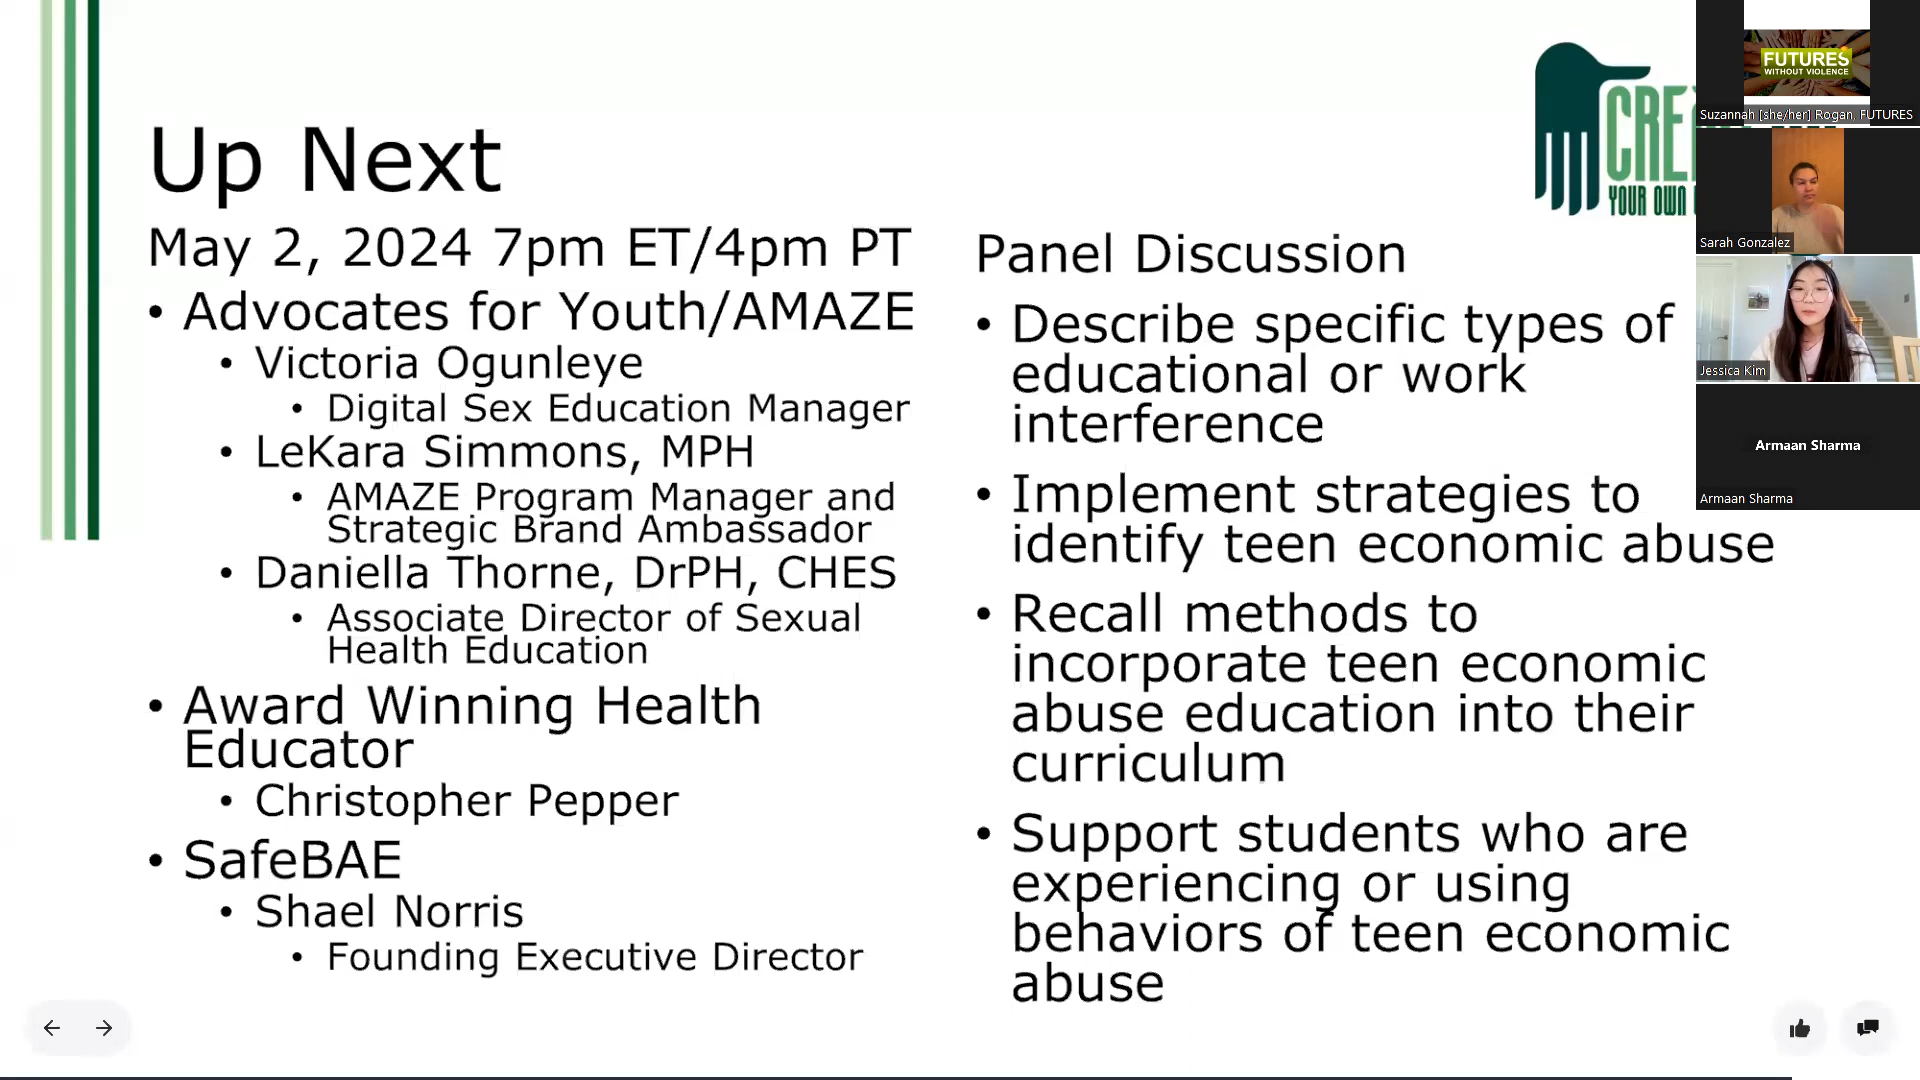 Up Next
May 2, 2024 7pm ET/4pm PT
• Advocates for Youth/AMAZE
• Victoria Ogunleye
• Digital Sex Education Manager
• LeKara Simmons, MPH
• AMAZE Program Manager and
Strategic Brand Ambassador
• Daniella Thorne, DrPH, CHES
• Associate Director of Sexual
Health Education
• Award Winning Health
Educator
• Christopher Pepper
• SafeBAE
• Shael Norris
• Founding Executive Director
CRE
YOUR OWN
Panel Discussion
• Describe specific types of
educational or work
interference
• Implement strategies to
identify teen economic abuse
• Recall methods to
incorporate teen economic
abuse education into their
curriculum
• Support students who are
experiencing or using
behaviors of teen economic
abuse
FUTURES
WITHOUT VIOLENCE
Suzannah [she/her] Rogan, FUTURES
Sarah Gonzalez
Jessica Kim
Armaan Sharma
Armaan Sharma